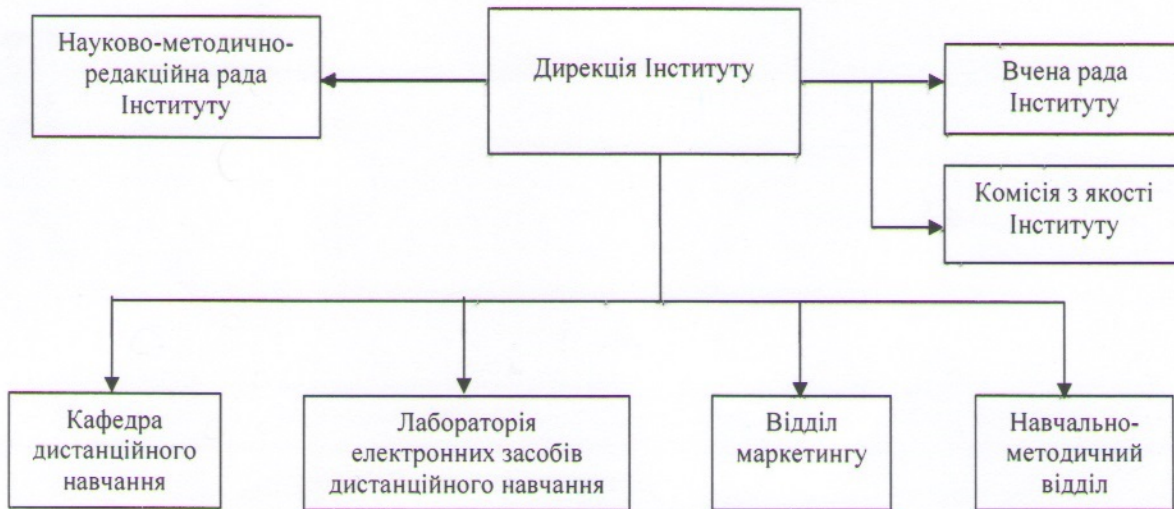 Науково-методично-
редакційна рада
Інституту
Дирекція Інституту
Вчена рада
Інституту
Комісія з якості
Інституту
Кафедра
дистанційного
навчання
Лабораторія
електронних засобів
дистанційного навчання
Відділ
маркетингу
Навчально-
методичний
відділ